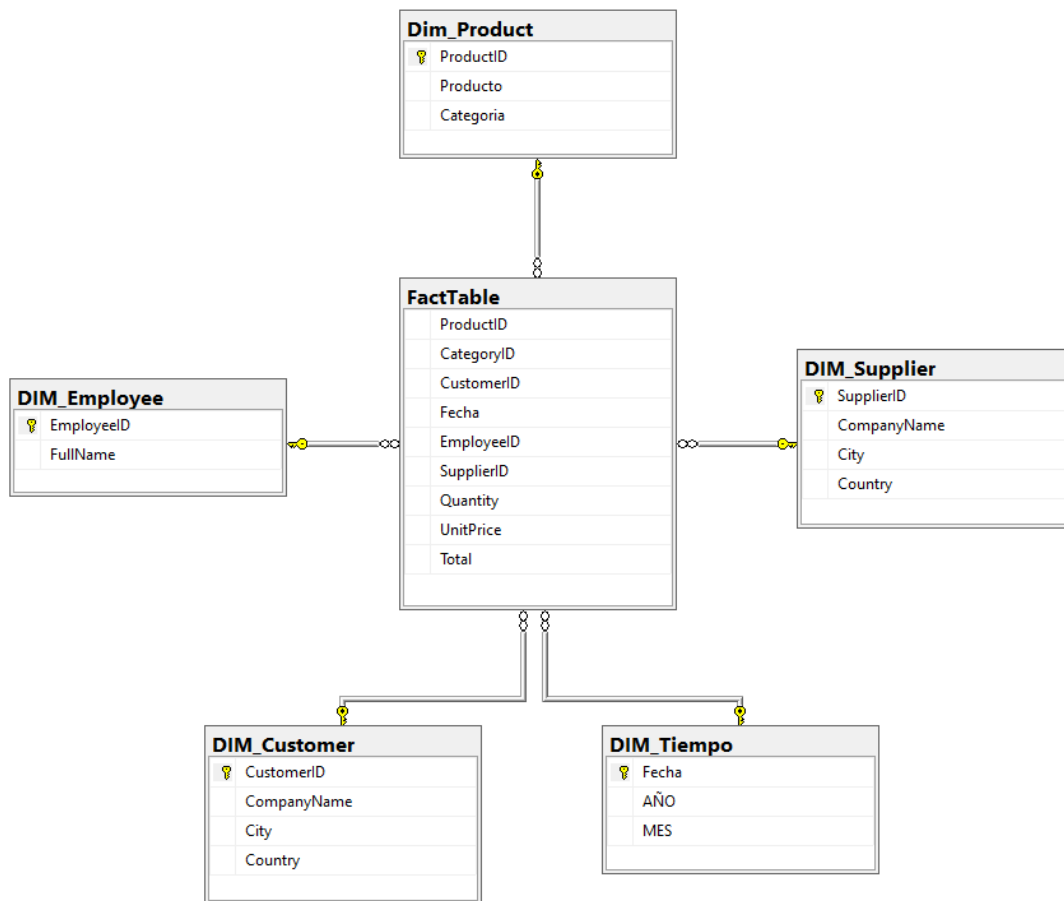 Dim_Product
ProductID
Producto
Categoria
FactTable
ProductID
CategoryID
CustomerID
Fecha
EmployeeID
SupplierID
Quantity
UnitPrice
Total
DIM_Employee
EmployeeID
FullName
DIM_Supplier
SupplierID
CompanyName
City
Country
DIM_Customer
CustomerID
CompanyName
City
Country
DIM_Tiempo
Fecha
AÑO
MES